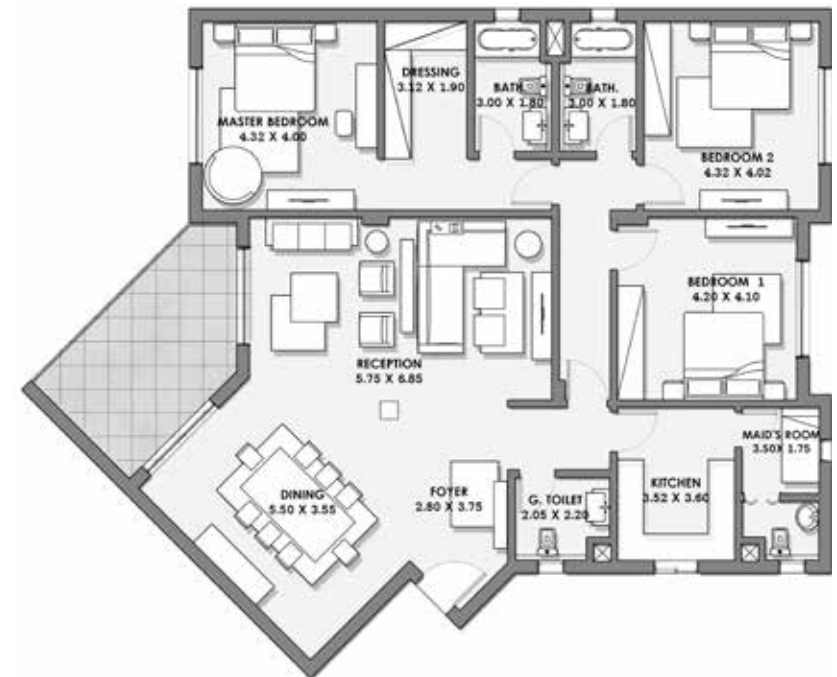 DRESSING
3.12 X 1.90
BATH.
3.00 X 1.80
BATH.
3.00 X 1.80
MASTER BEDROOM
4.32 X 4.00
BEDROOM 2
4.32 X 4.02
BEDROOM 1
4.20 X 4.10
RECEPTION
5.75 X 6.85
MAID'S ROOM
3.50X 1.75
DINING
5.50 X 3.55
FOYER
2.80 X 3.75
G. TOILET
2.05 X 2.20
KITCHEN
3.52 X 3.60